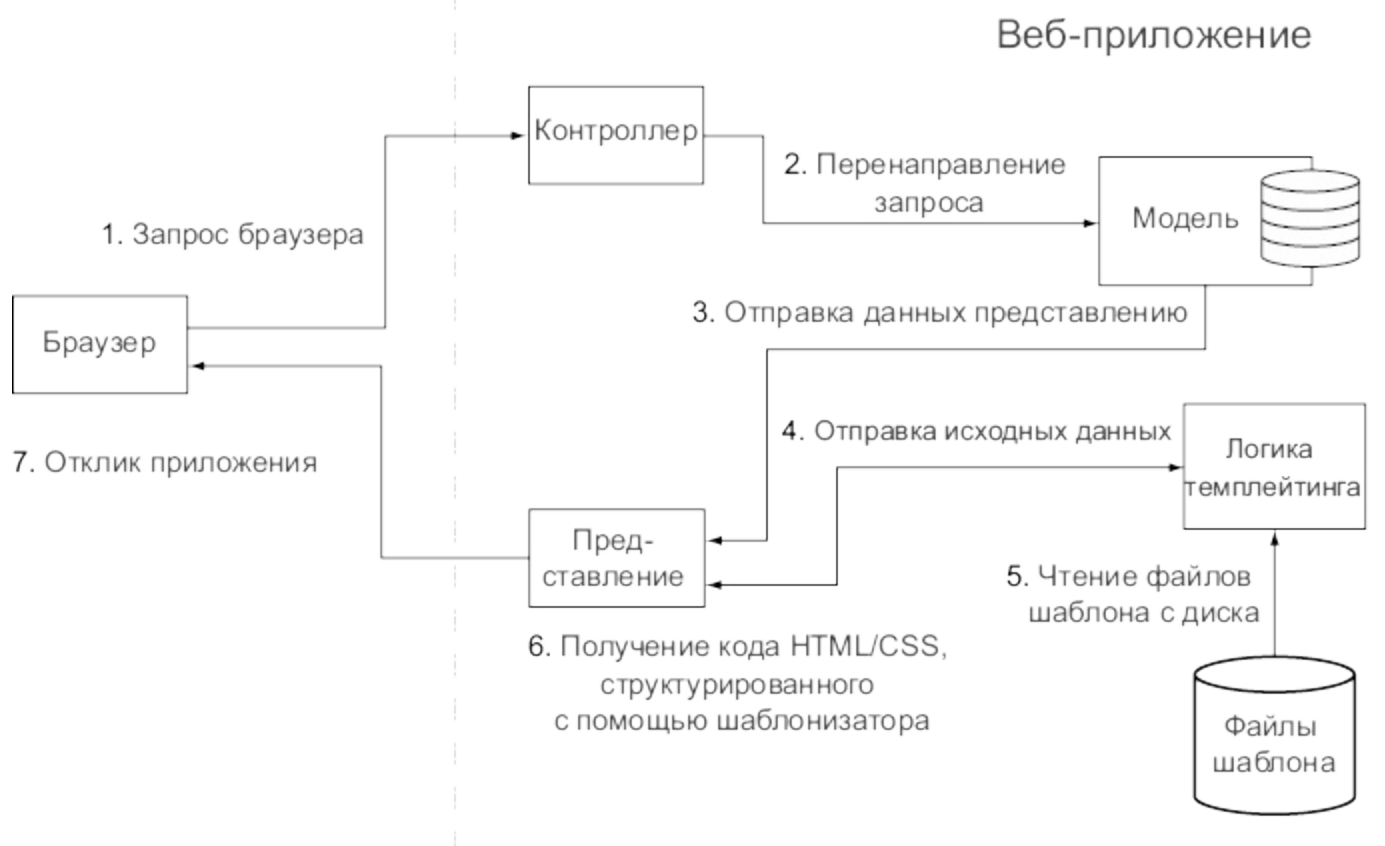 Веб-приложение
Контроллер
2. Перенаправление
запроса
Модель
1. Запрос браузера
3. Отправка данных представлению
Браузер
4. Отправка исходных данных
Логика
темплейтинга
7. Отклик приложения
Пред-
ставление
5. Чтение файлов
шаблона с диска
6. Получение кода HTML/CSS,
структурированного
с помощью шаблонизатора
Файлы
шаблона